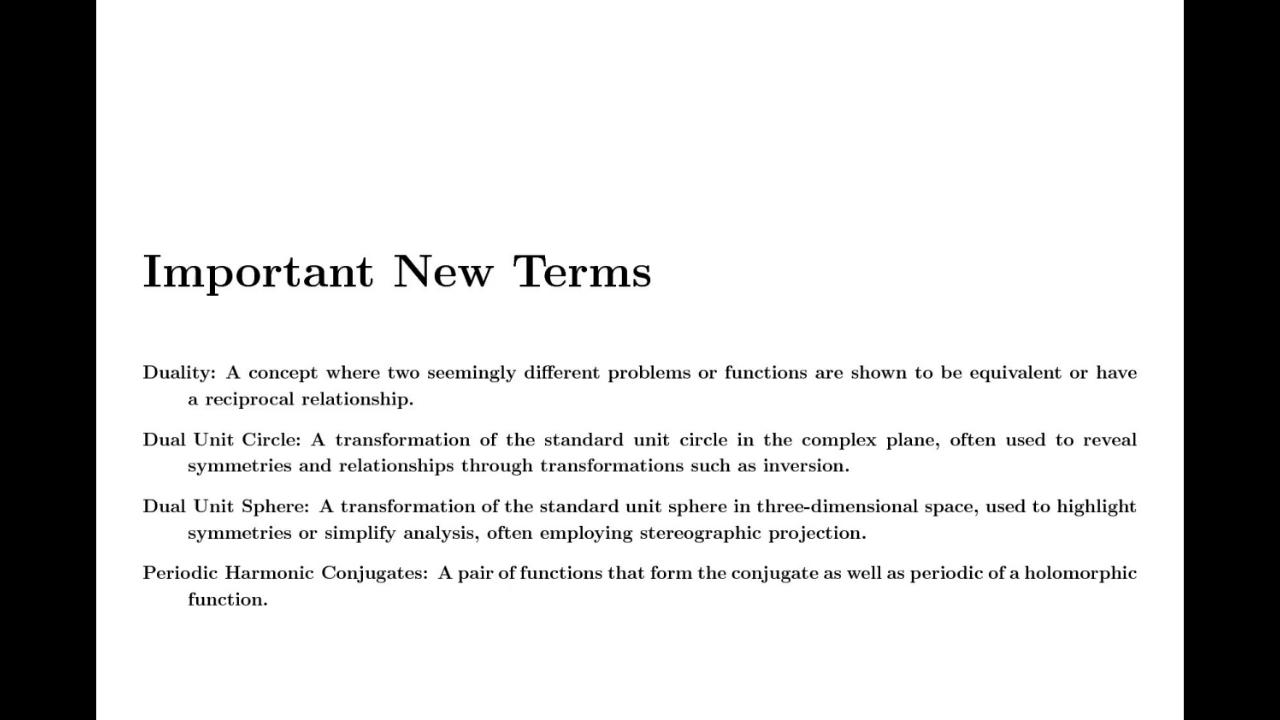 Important New Terms
Duality: A concept where two seemingly different problems or functions are shown to be equivalent or have
a reciprocal relationship.
Dual Unit Circle: A transformation of the standard unit circle in the complex plane, often used to reveal
symmetries and relationships through transformations such as inversion.
Dual Unit Sphere: A transformation of the standard unit sphere in three-dimensional space, used to highlight
symmetries or simplify analysis, often employing stereographic projection.
Periodic Harmonic Conjugates: A pair of functions that form the conjugate as well as periodic of a holomorphic
function.